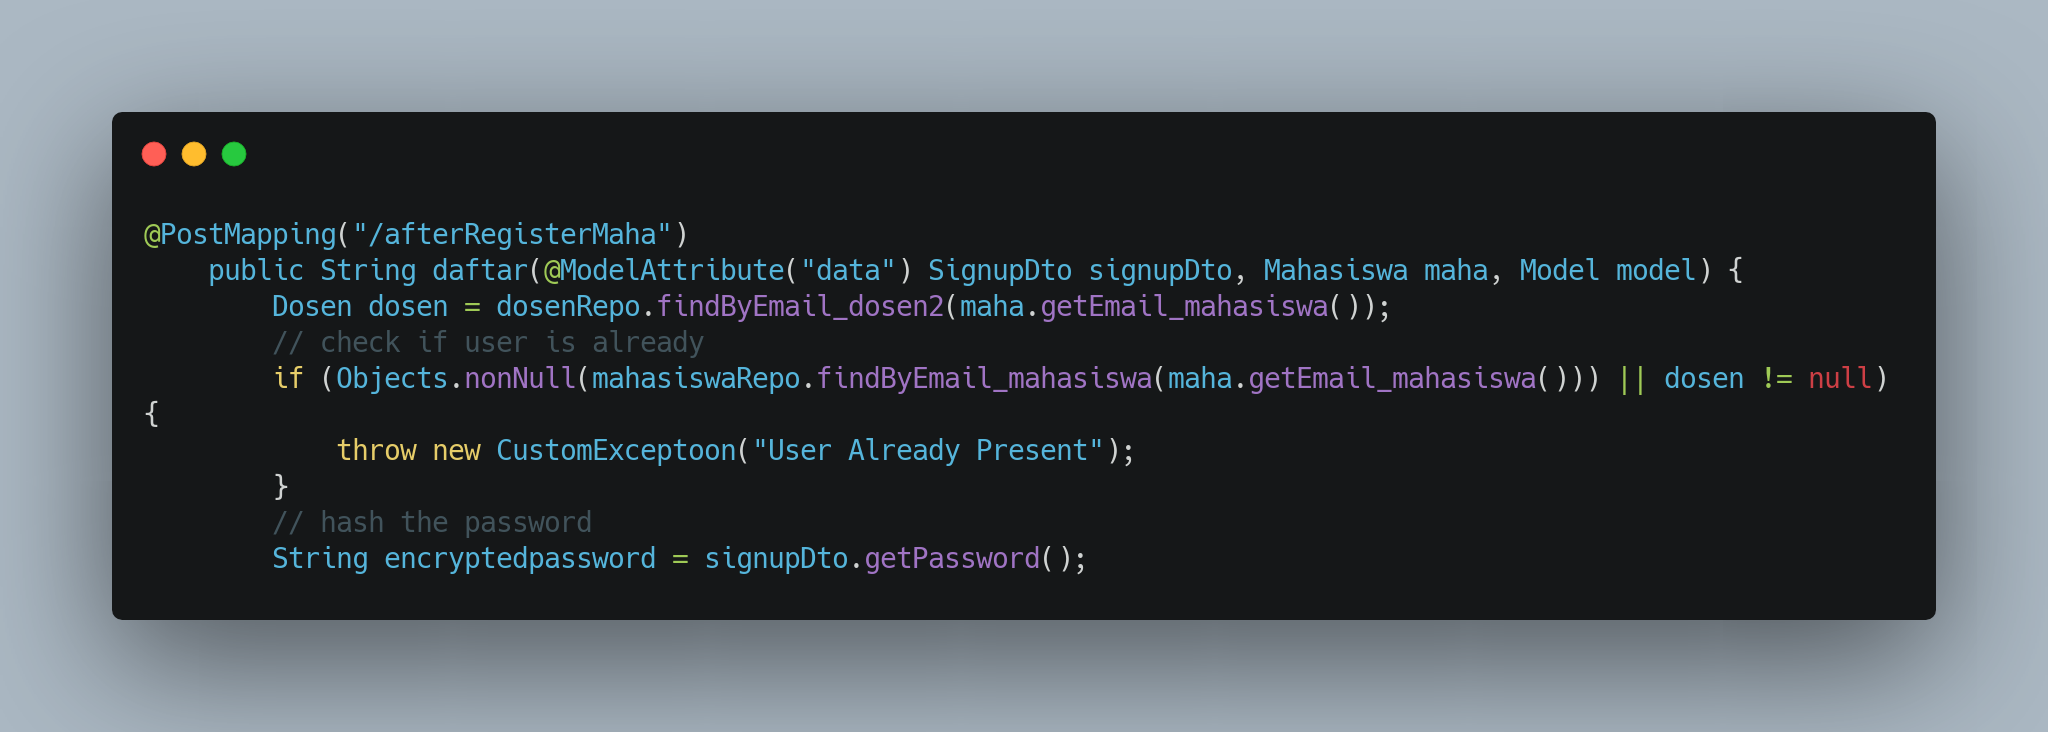 @PostMapping("/afterRegisterMaha")
    public String daftar(@ModelAttribute("data") SignupDto signupDto, Mahasiswa maha, Model model) {
        Dosen dosen = dosenRepo.findByEmail_dosen2(maha.getEmail_mahasiswa());
        // check if user is already
        if (Objects.nonNull(mahasiswaRepo.findByEmail_mahasiswa(maha.getEmail_mahasiswa())) || dosen != null)
{
            throw new CustomExceptoon("User Already Present");
        }
        // hash the password
        String encryptedpassword = signupDto.getPassword();